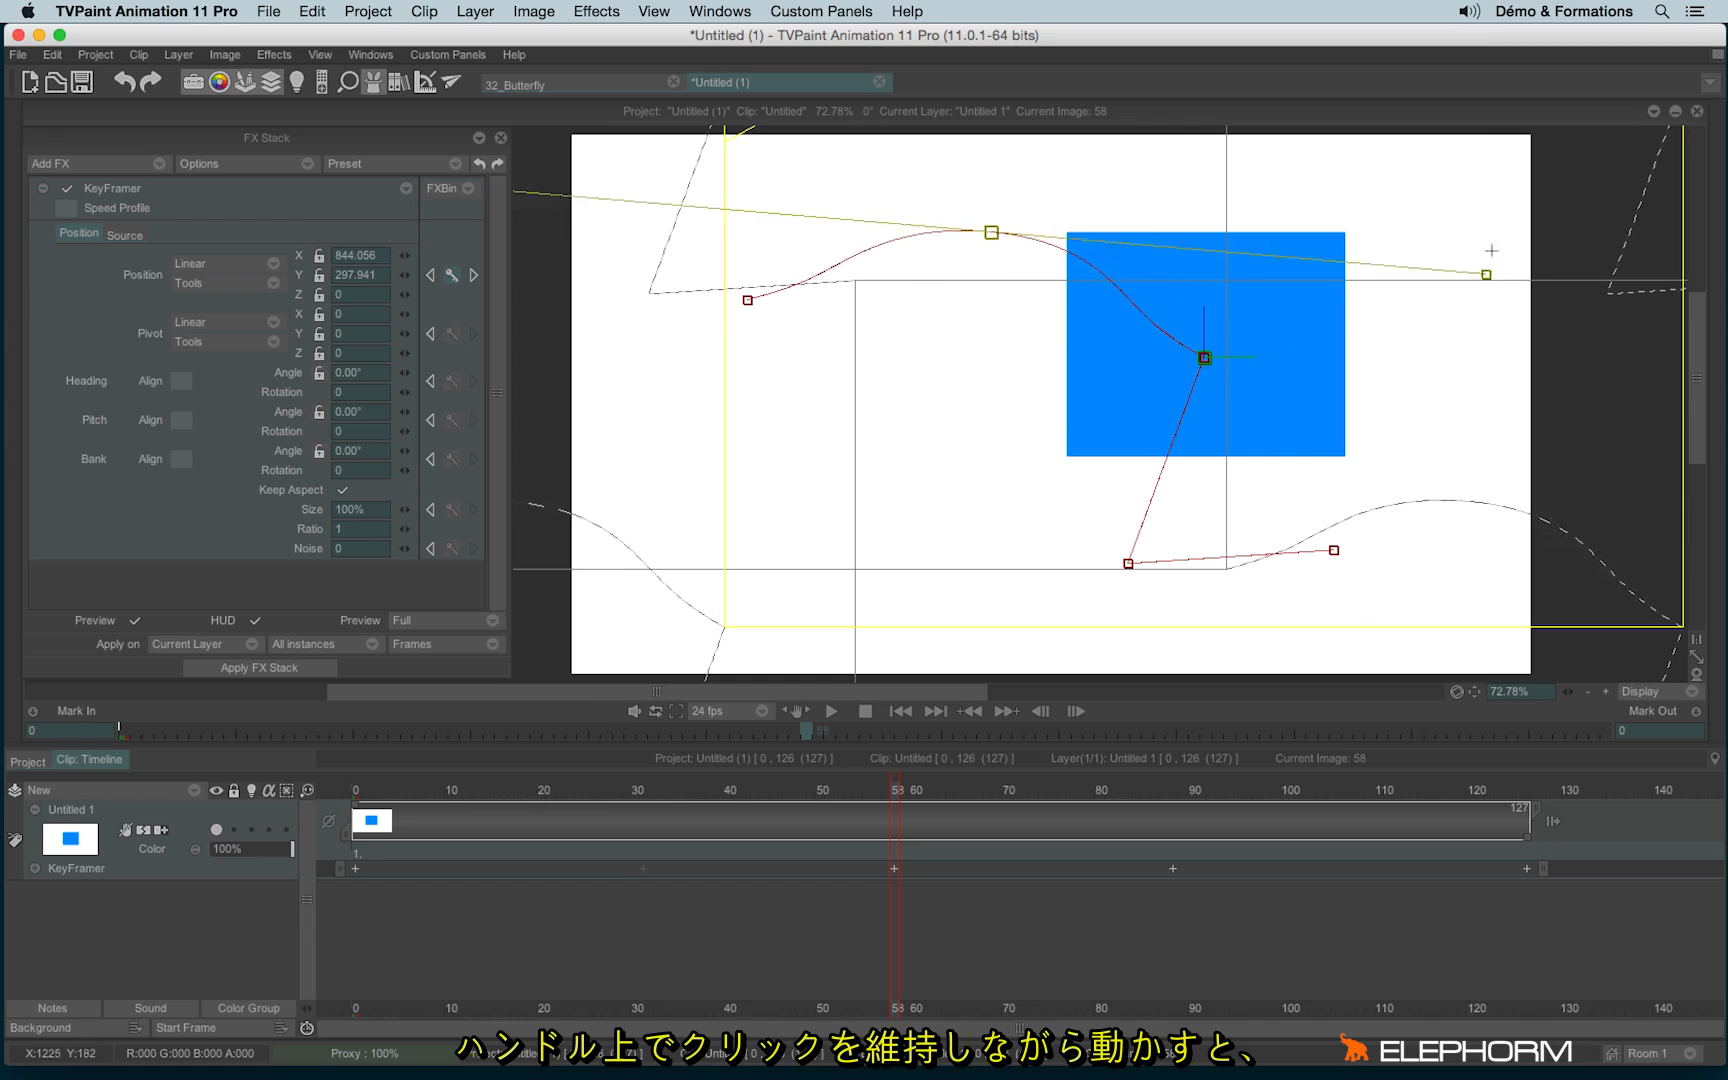 TVPaint Animation 11 Pro File Edit Project Clip Layer Image Effects View Windows Custom Panels Help Démo & Formations
*Untitled (1) - TVPaint Animation 11 Pro (11.0.1-64 bits)
File Edit Project Clip Layer Image Effects View Windows Custom Panels Help
32_Butterfly *Untitled (1)
Project: "Untitled (1)" Clip: "Untitled" 72.78% 0° Current Layer: "Untitled 1" Current Image: 58
FX Stack
Add FX Options Preset
KeyFramer FXBin
Speed Profile
Position Source
X 844.056
Linear
Position Y 297.941
Tools
Z 0
X 0
Linear
Pivot Y 0
Tools
Z 0
Angle 0.00°
Heading Align
Rotation 0
Angle 0.00°
Pitch Align
Rotation 0
Angle 0.00°
Bank Align
Rotation 0
Keep Aspect
Size 100%
Ratio 1
Noise 0
Preview HUD Preview Full
Apply on Current Layer All instances Frames
Apply FX Stack
72.78% - + Display
Mark In 24 fps Mark Out
0 59 0
Project Clip: Timeline Project: Untitled (1) [ 0 , 126 (127) ] Clip: Untitled [ 0 , 126 (127) ] Layer(1/1): Untitled 1 [ 0 , 126 (127) ] Current Image: 58
New 0 10 20 30 40 50 58 60 70 80 90 100 110 120 130 140
Untitled 1 127
Color 100%
1.
KeyFramer
Notes Sound Color Group 0 10 20 30 40 50 58 60 70 80 90 100 110 120 130 140
Background Start Frame
X:1225 Y:182 R:000 G:000 B:000 A:000 Proxy : 100% Room 1
ハンドル上でクリックを維持しながら動かすと、
ELEPHORM